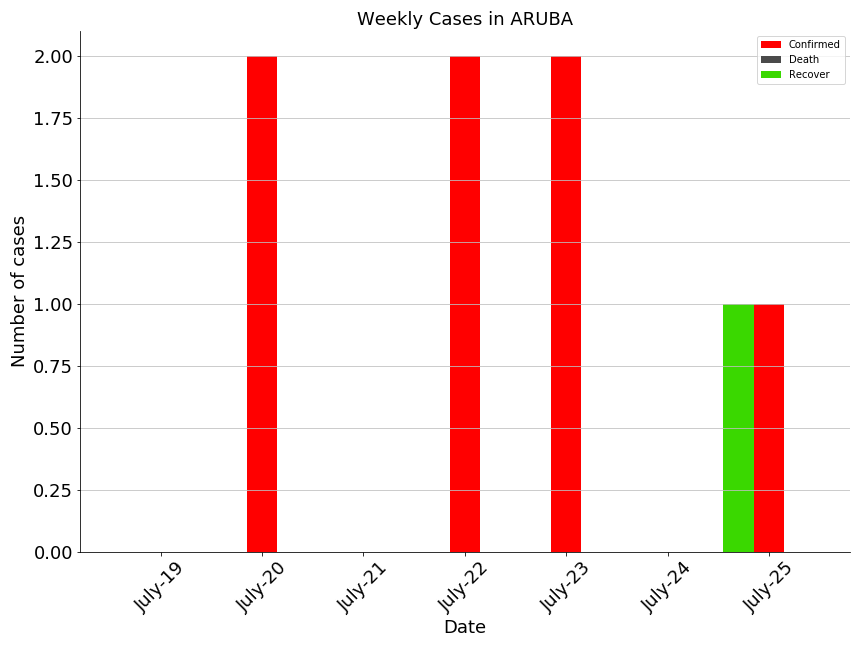 Weekly Cases in ARUBA
Confirmed
Death
Recover
Number of cases
2.00
1.75
1.50
1.25
1.00
0.75
0.50
0.25
0.00
July-19
July-20
July-21
July-22
July-23
July-24
July-25
Date